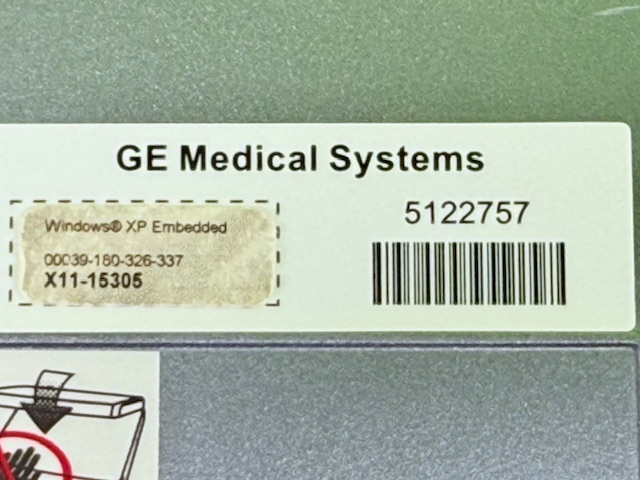 GE Medical Systems
Windows® XP Embedded
00039-180-326-337
X11-15305
5122757